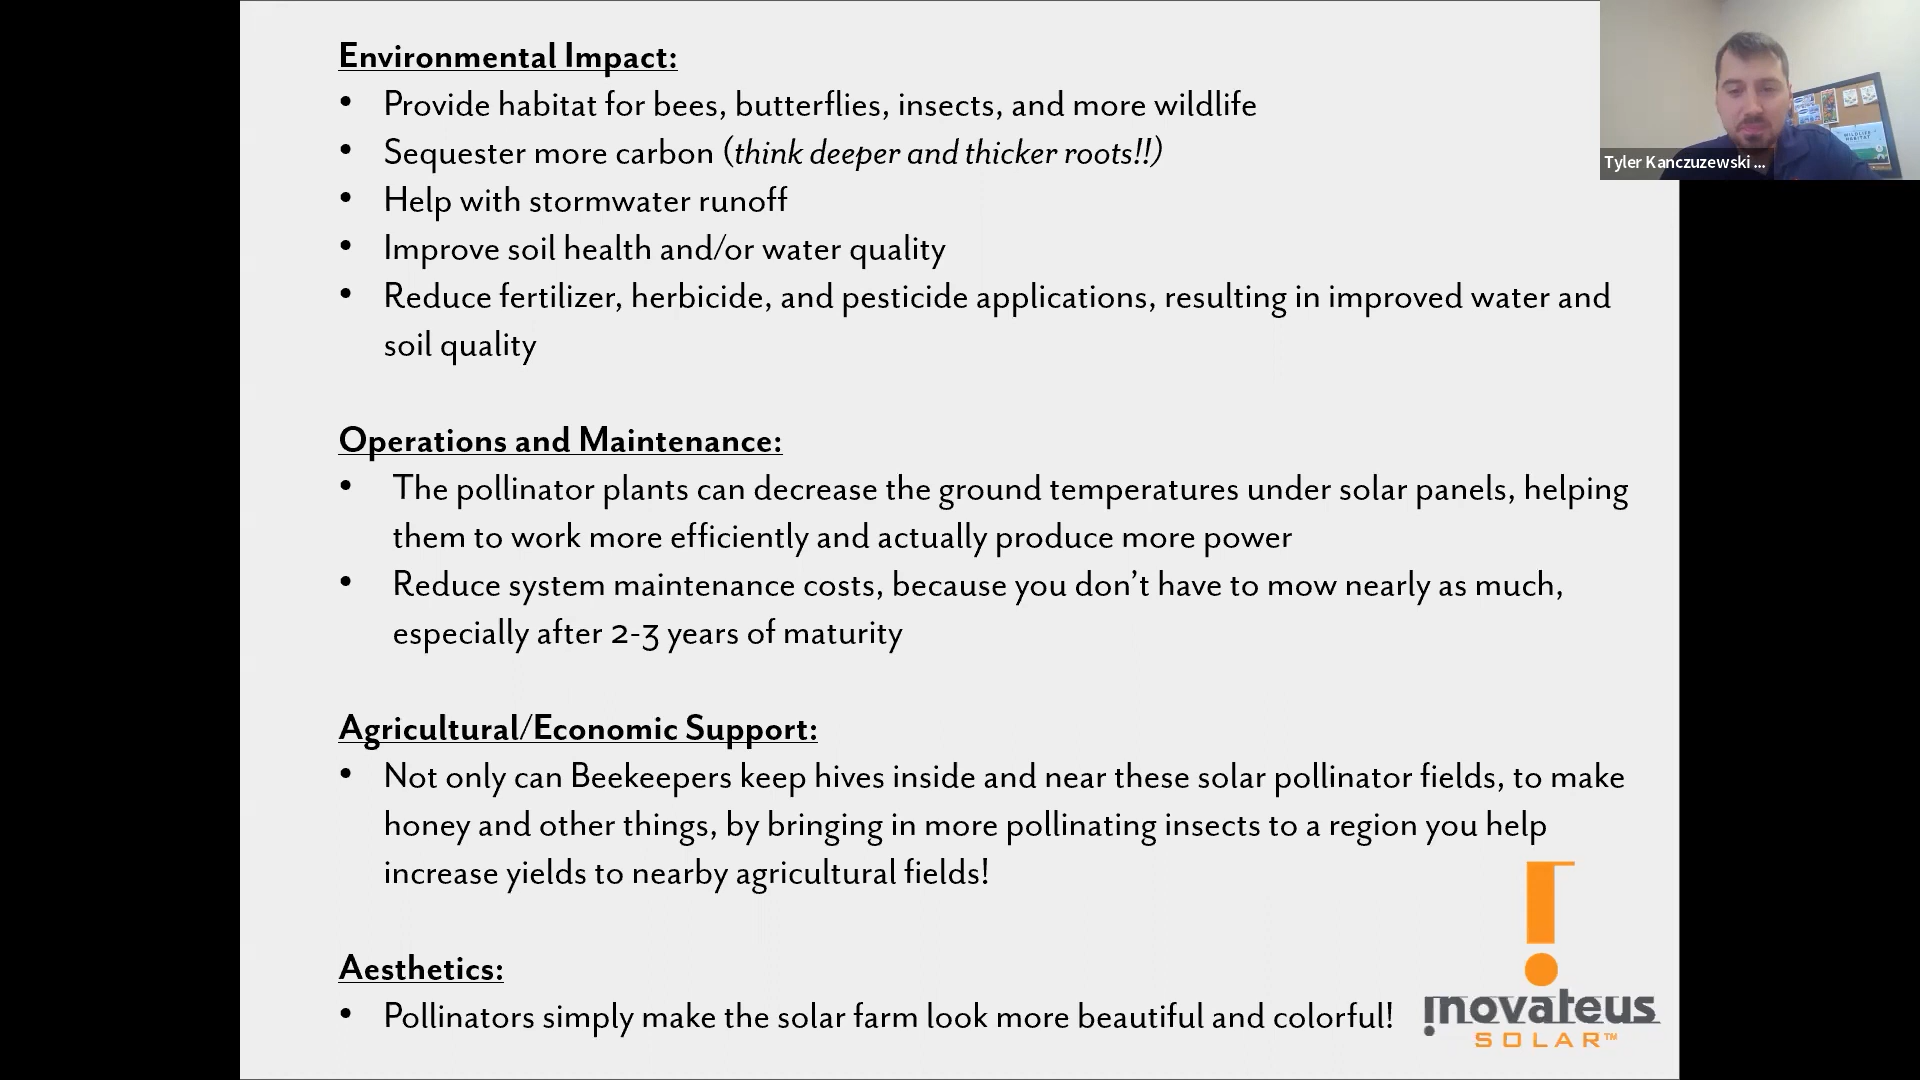 Environmental Impact:
• Provide habitat for bees, butterflies, insects, and more wildlife
• Sequester more carbon (think deeper and thicker roots!!)
• Help with stormwater runoff
• Improve soil health and/or water quality
• Reduce fertilizer, herbicide, and pesticide applications, resulting in improved water and
soil quality
Operations and Maintenance:
• The pollinator plants can decrease the ground temperatures under solar panels, helping
them to work more efficiently and actually produce more power
• Reduce system maintenance costs, because you don’t have to mow nearly as much,
especially after 2-3 years of maturity
Agricultural/Economic Support:
• Not only can Beekeepers keep hives inside and near these solar pollinator fields, to make
honey and other things, by bringing in more pollinating insects to a region you help
increase yields to nearby agricultural fields!
Aesthetics:
• Pollinators simply make the solar farm look more beautiful and colorful!
inovateus
SOLAR™
Tyler Kanczuzewski ...
WILDLIFE
HABITAT